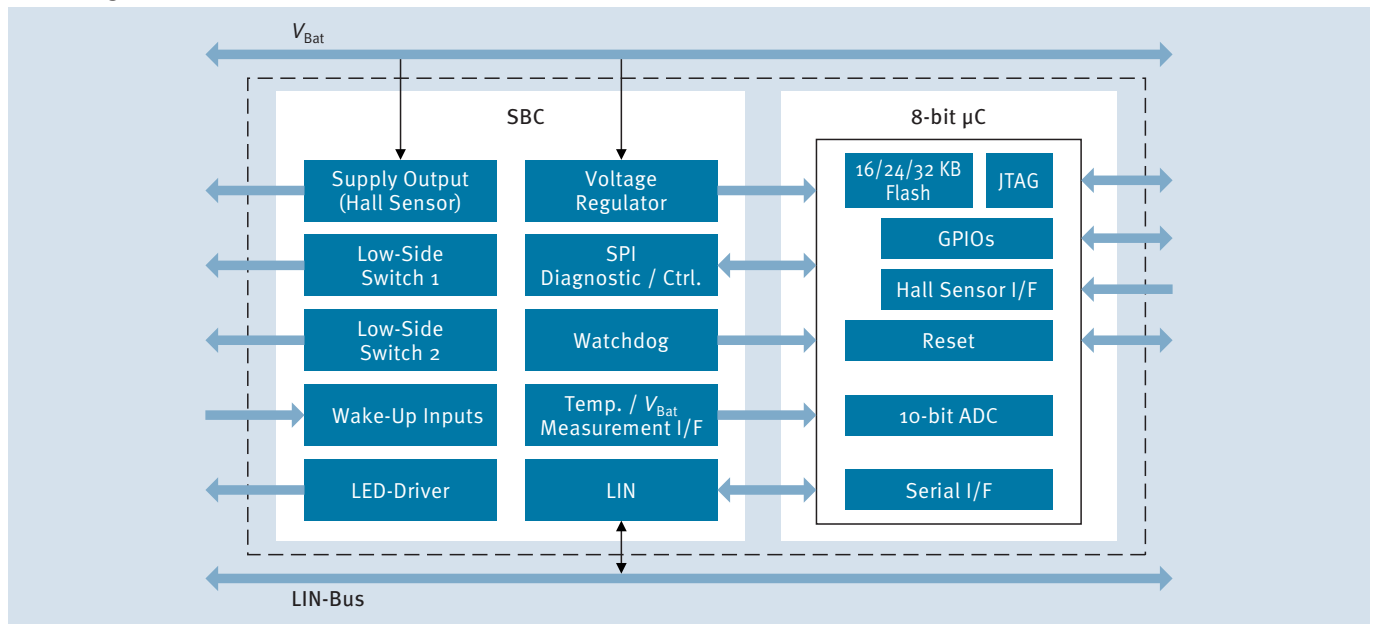 VBat
SBC
8-bit µC
Supply Output
(Hall Sensor)
Voltage
Regulator
16/24/32 KB
Flash
JTAG
Low-Side
Switch 1
SPI
Diagnostic / Ctrl.
GPIOs
Hall Sensor I/F
Low-Side
Switch 2
Watchdog
Reset
Wake-Up Inputs
Temp. / VBat
Measurement I/F
10-bit ADC
LED-Driver
LIN
Serial I/F
LIN-Bus